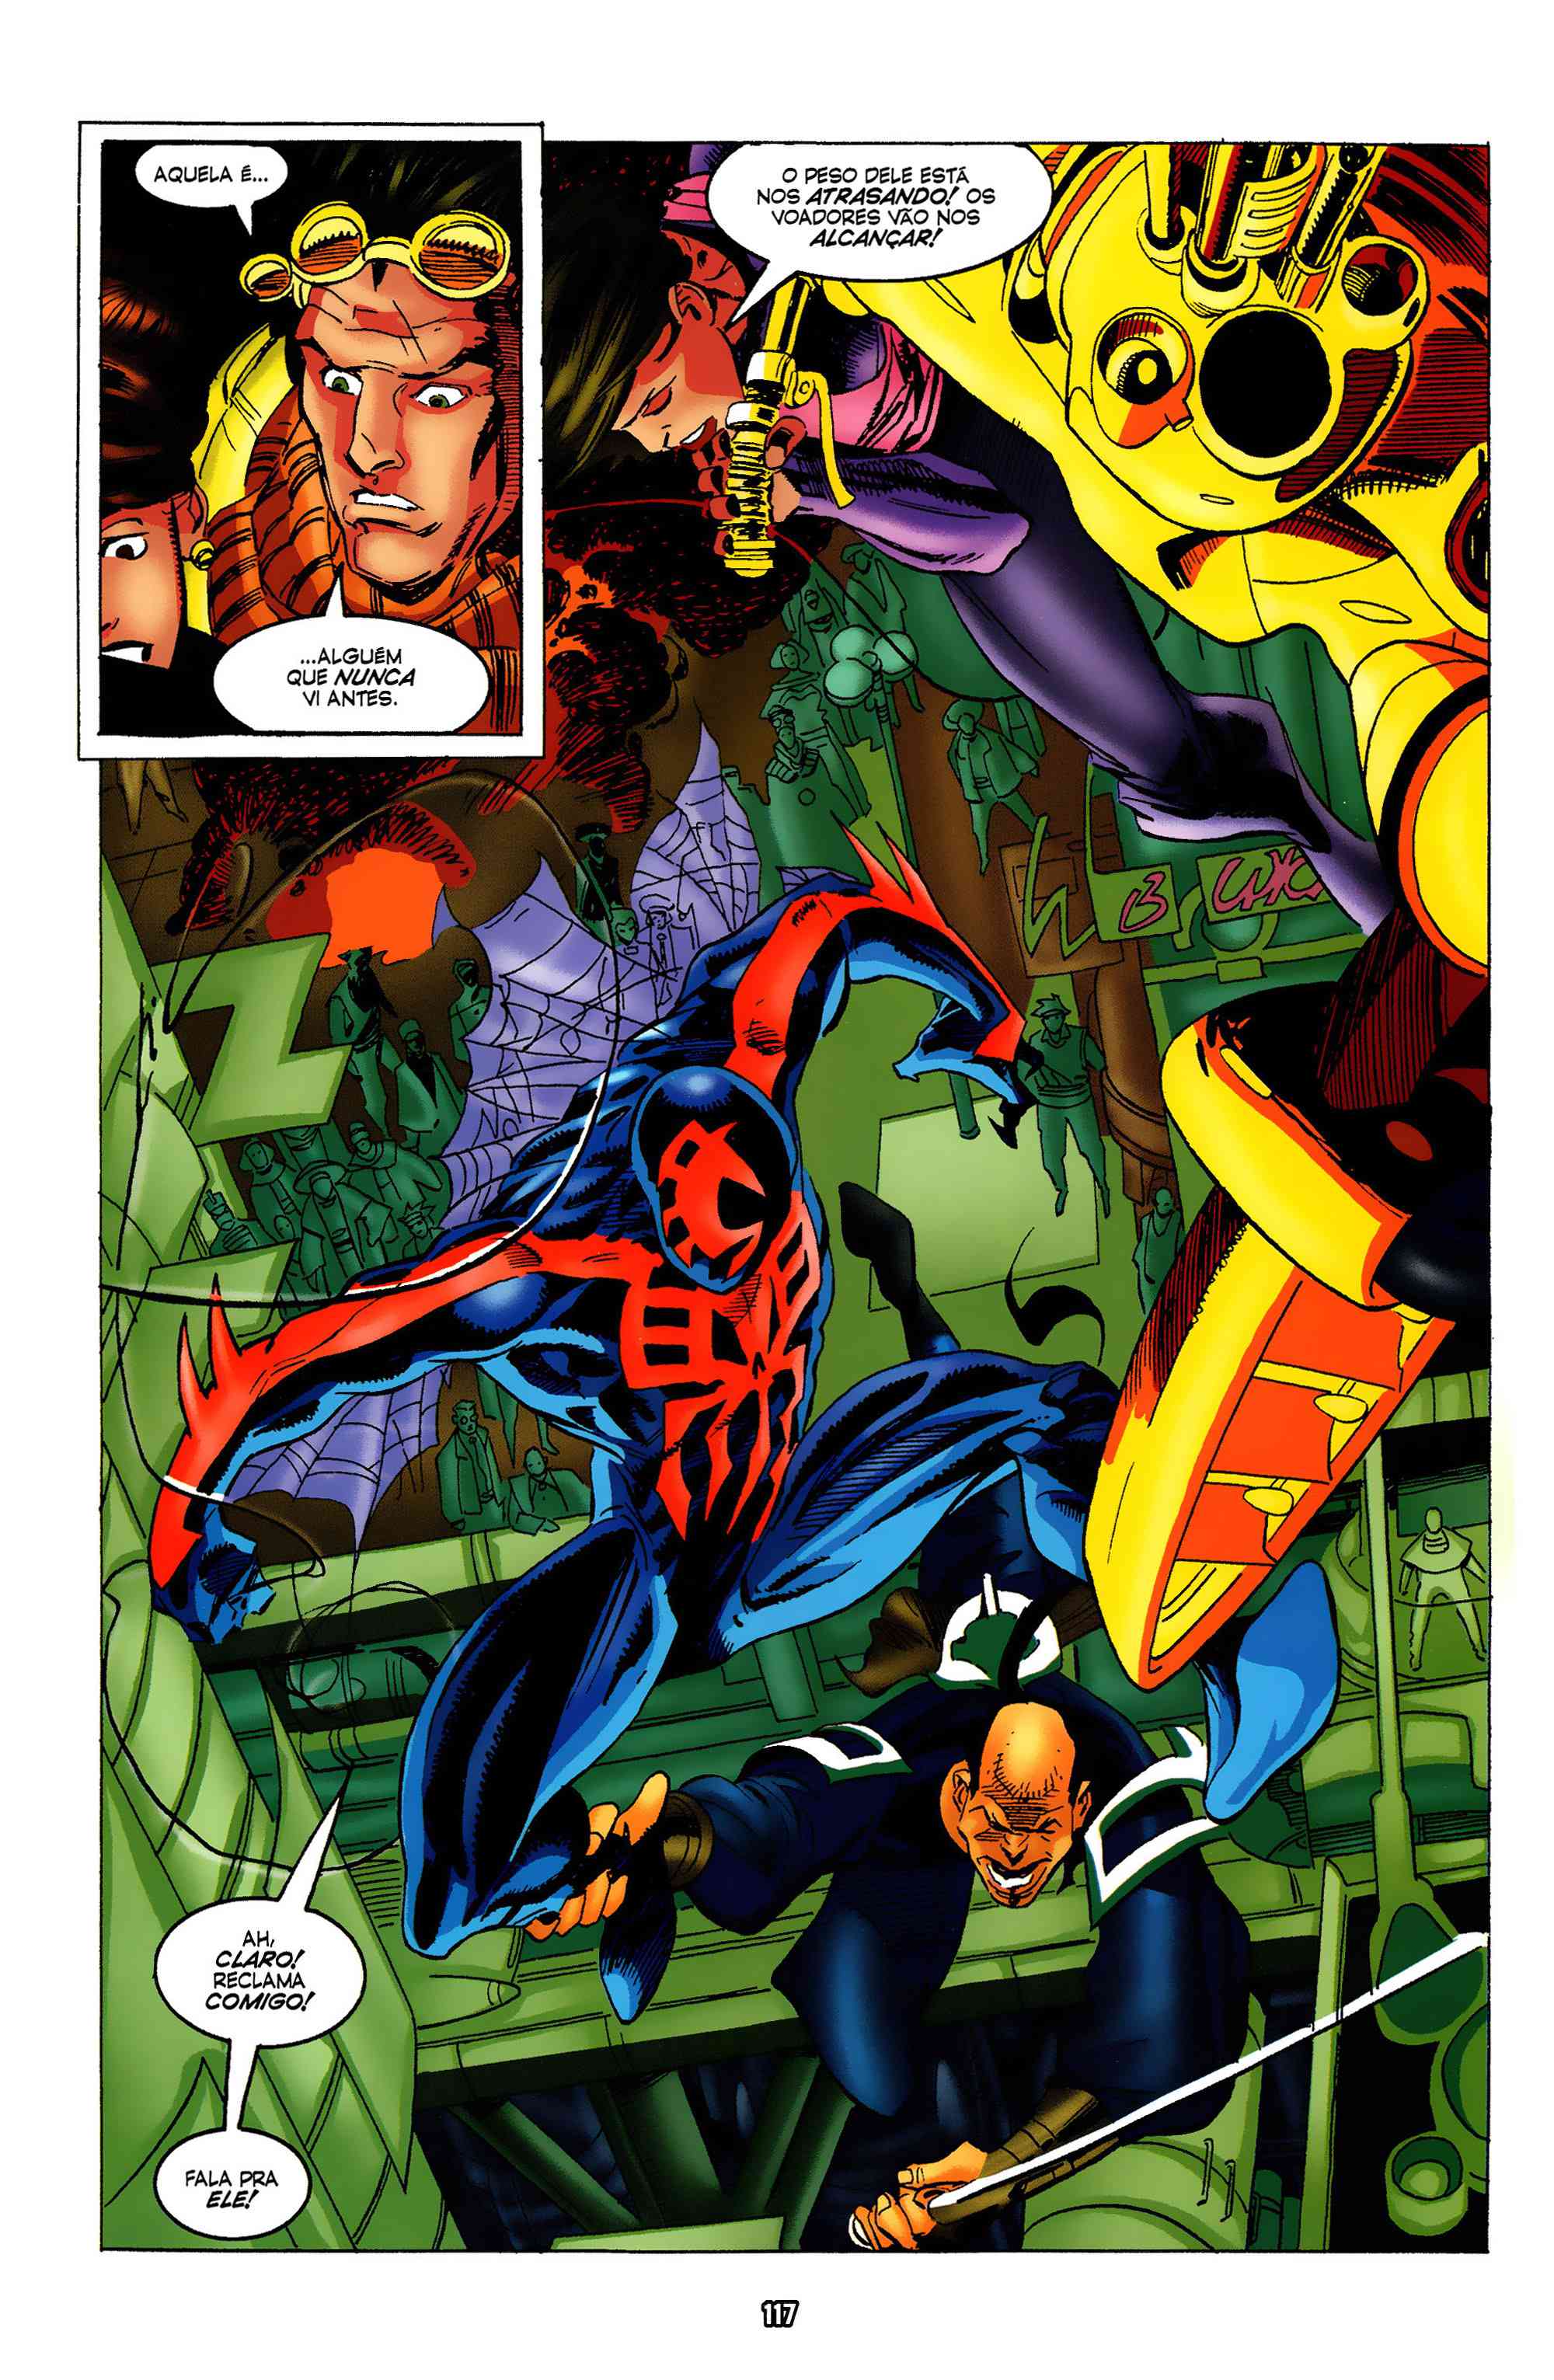 AQUELA É...
...ALGUÉM
QUE NUNCA
VI ANTES.
O PESO DELE ESTÁ
NOS ATRASANDO! OS
VOADORES VÃO NOS
ALCANÇAR!
AH,
CLARO!
RECLAMA
COMIGO!
FALA PRA
ELE!
117